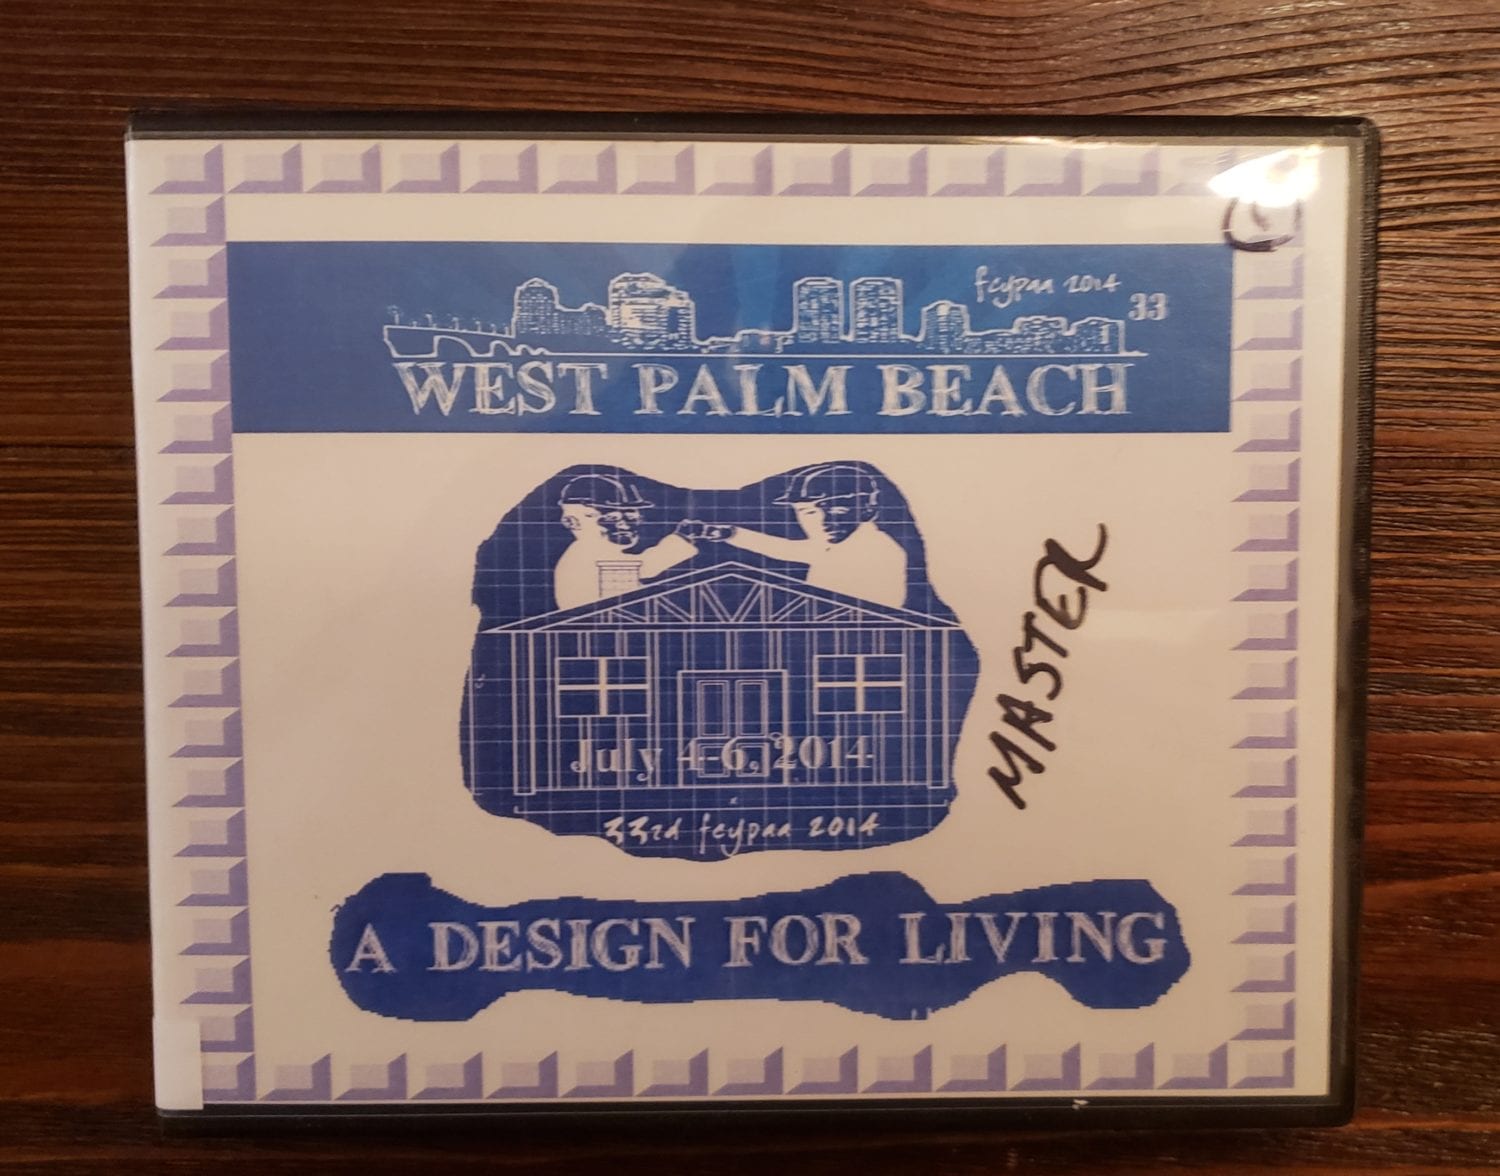 fcypaa 2014
33
WEST PALM BEACH
MASTER
July 4-6, 2014
33rd fcypaa 2014
A DESIGN FOR LIVING